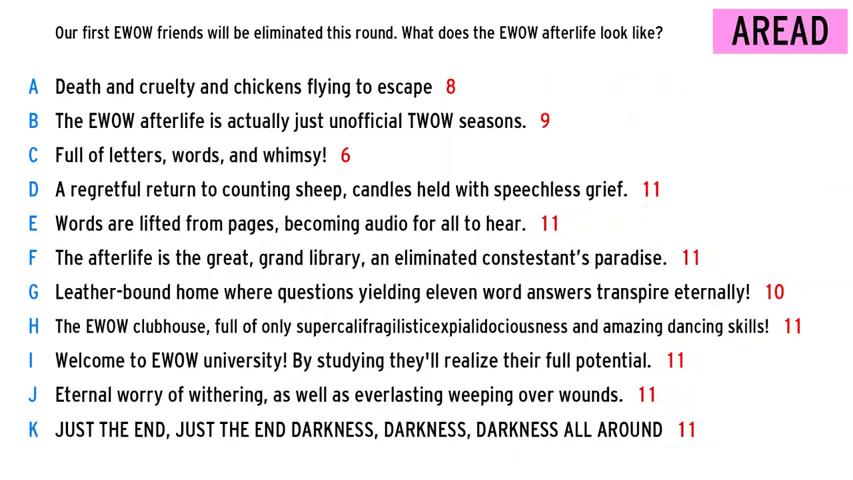 Our first EWOW friends will be eliminated this round. What does the EWOW afterlife look like?
AREAD
A Death and cruelty and chickens flying to escape 8
B The EWOW afterlife is actually just unofficial TWOW seasons. 9
C Full of letters, words, and whimsy! 6
D A regretful return to counting sheep, candles held with speechless grief. 11
E Words are lifted from pages, becoming audio for all to hear. 11
F The afterlife is the great, grand library, an eliminated constestant's paradise. 11
G Leather-bound home where questions yielding eleven word answers transpire eternally! 10
H The EWOW clubhouse, full of only supercalifragilisticexpialidociousness and amazing dancing skills! 11
I Welcome to EWOW university! By studying they'll realize their full potential. 11
J Eternal worry of withering, as well as everlasting weeping over wounds. 11
K JUST THE END, JUST THE END DARKNESS, DARKNESS, DARKNESS ALL AROUND 11